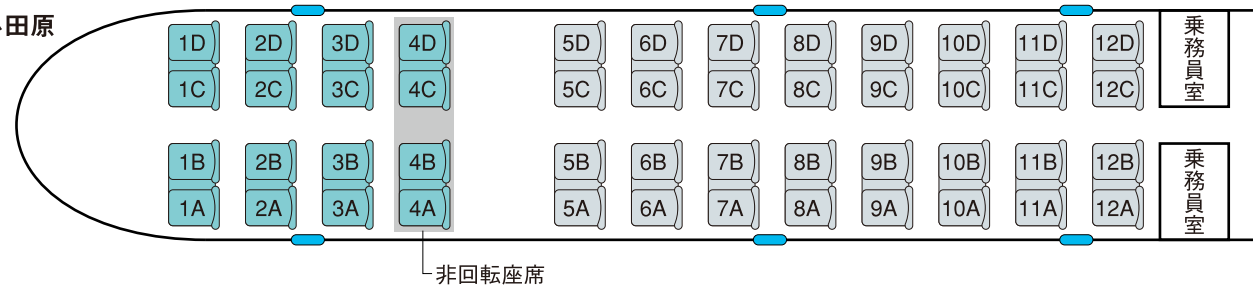 小田原
1D 2D 3D 4D 5D 6D 7D 8D 9D 10D 11D 12D
1C 2C 3C 4C 5C 6C 7C 8C 9C 10C 11C 12C
乗務員室
1B 2B 3B 4B 5B 6B 7B 8B 9B 10B 11B 12B
1A 2A 3A 4A 5A 6A 7A 8A 9A 10A 11A 12A
乗務員室
非回転座席